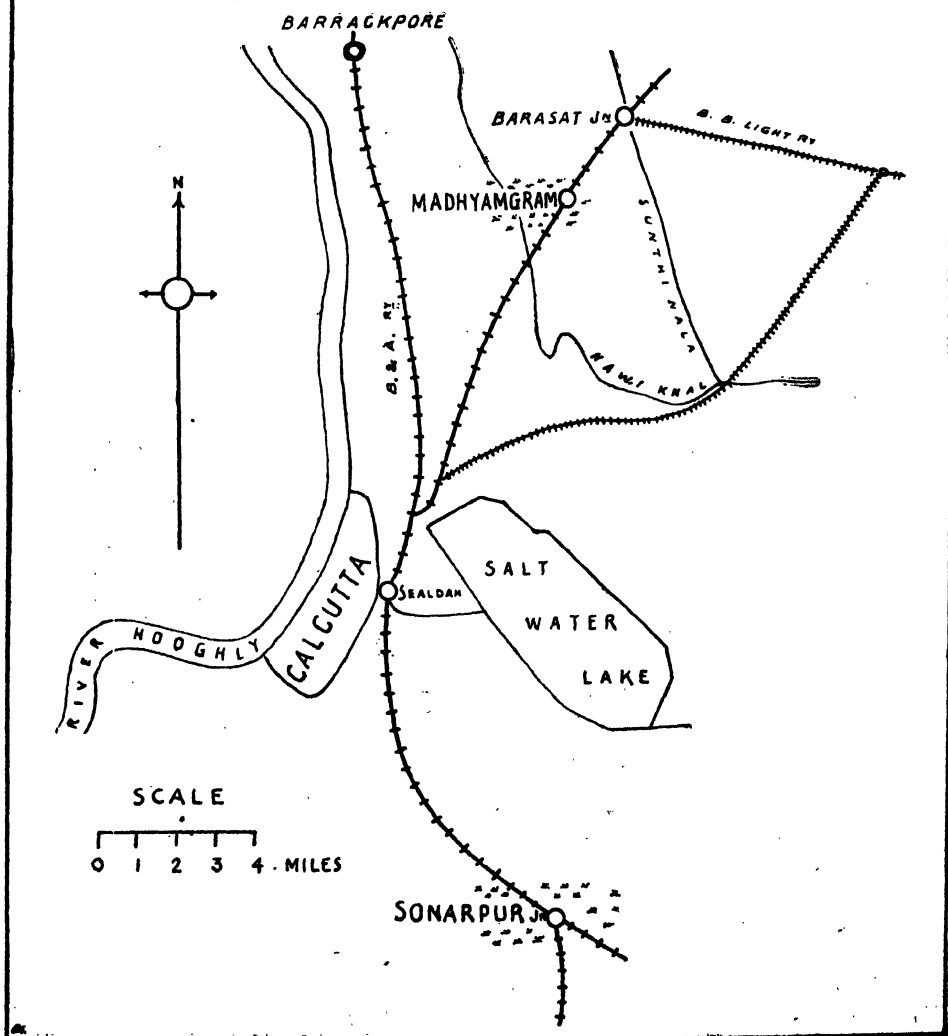 BARRACKPORE
BARASAT Jn
B. B. LIGHT RY
N
MADHYAMGRAM
SUNTHI NALA
B. & A. RY
NAWI KHAL
CALCUTTA
SEALDAH
SALT
WATER
LAKE
RIVER HOOGHLY
SCALE
0 1 2 3 4 . MILES
SONARPUR Jn